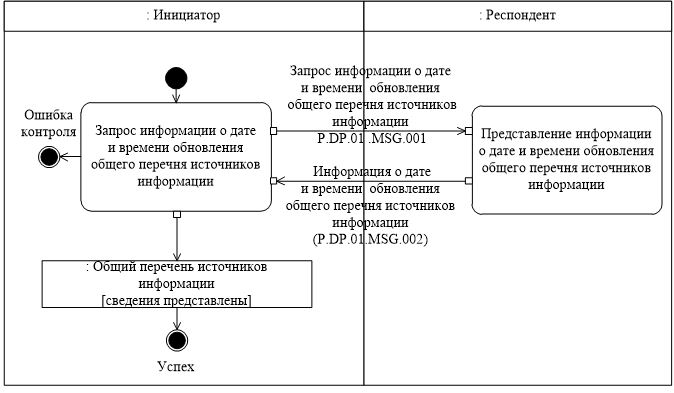 : Инициатор
: Респондент
Запрос информации о дате
и времени обновления
общего перечня источников
информации
P.DP.01 .MSG.001
Ошибка
контроля
Запрос информации о дате
и времени обновления
общего перечня источников
информации
Представление информации
о дате и времени обновления
общего перечня источников
информации
Информация о дате
и времени обновления
общего перечня источников
информации
(P.DP.01.MSG.002)
: Общий перечень источников
информации
[сведения представлены]
Успех